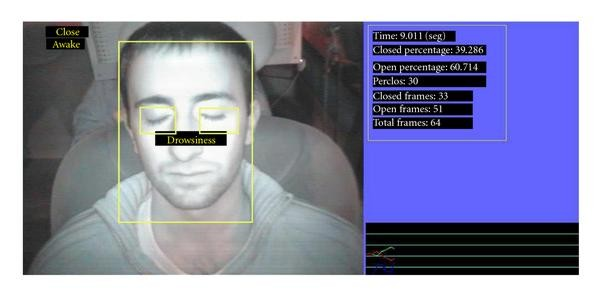 Close
Awake
Drowsiness
Time: 9.011 (seg)
Closed percentage: 39.286
Open percentage: 60.714
Perclos: 30
Closed frames: 33
Open frames: 51
Total frames: 64